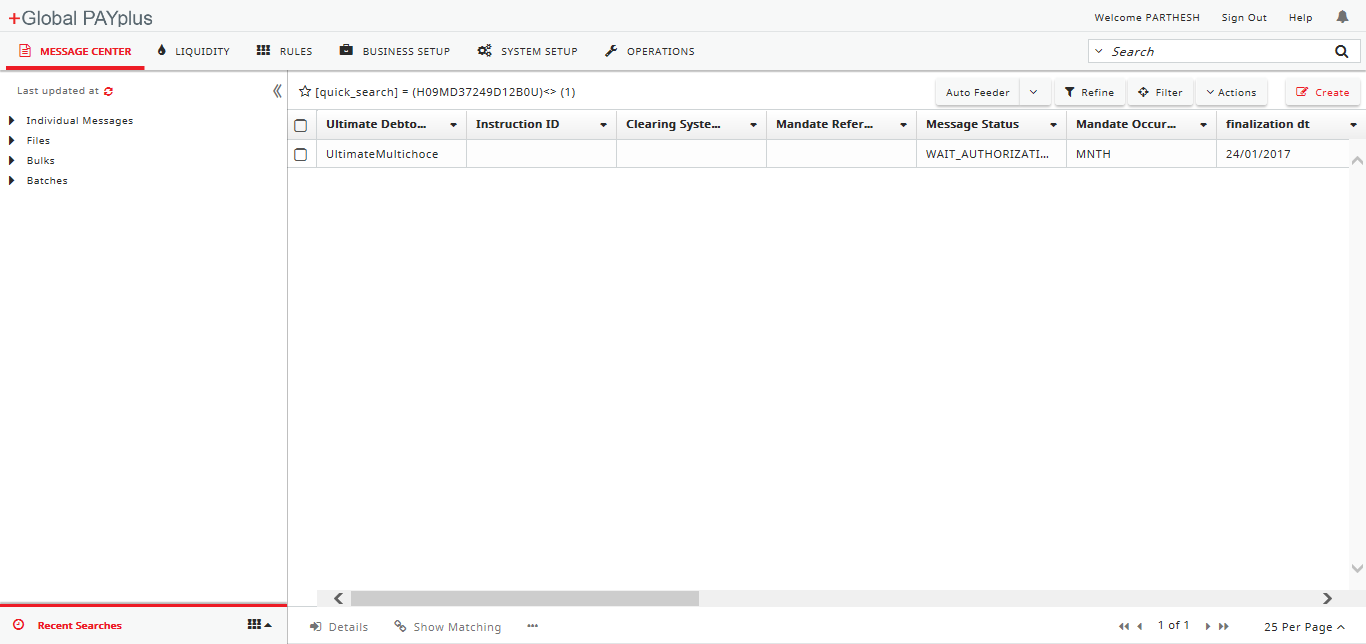 +Global PAYplus
Welcome PARTHESH Sign Out Help
MESSAGE CENTER LIQUIDITY RULES BUSINESS SETUP SYSTEM SETUP OPERATIONS Search
Last updated at
Individual Messages
Files
Bulks
Batches
[quick_search] = (H09MD37249D12B0U)<> (1) Auto Feeder Refine Filter Actions Create
Ultimate Debto... Instruction ID Clearing Syste... Mandate Refer... Message Status Mandate Occur... finalization dt
UltimateMultichoce WAIT_AUTHORIZATI... MNTH 24/01/2017
Recent Searches
Details Show Matching ... 1 of 1 25 Per Page